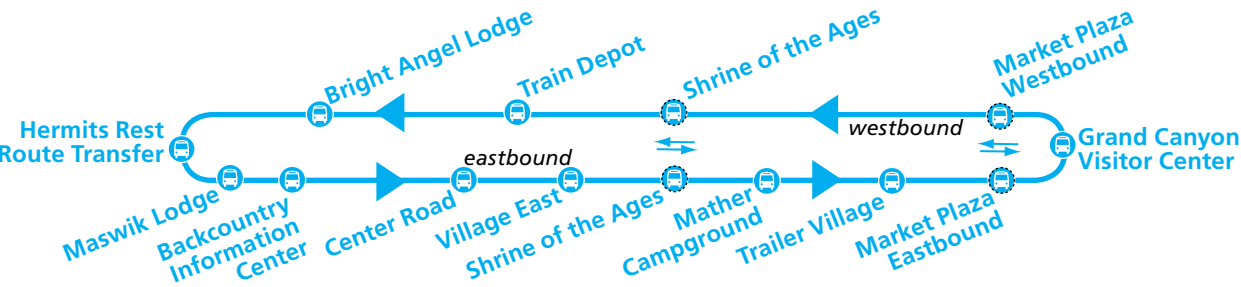 Bright Angel Lodge
Train Depot
Shrine of the Ages
Market Plaza
Westbound
westbound
Hermits Rest
Route Transfer
Grand Canyon
Visitor Center
eastbound
Maswik Lodge
Backcountry
Information
Center
Center Road
Village East
Shrine of the Ages
Mather
Campground
Trailer Village
Market Plaza
Eastbound